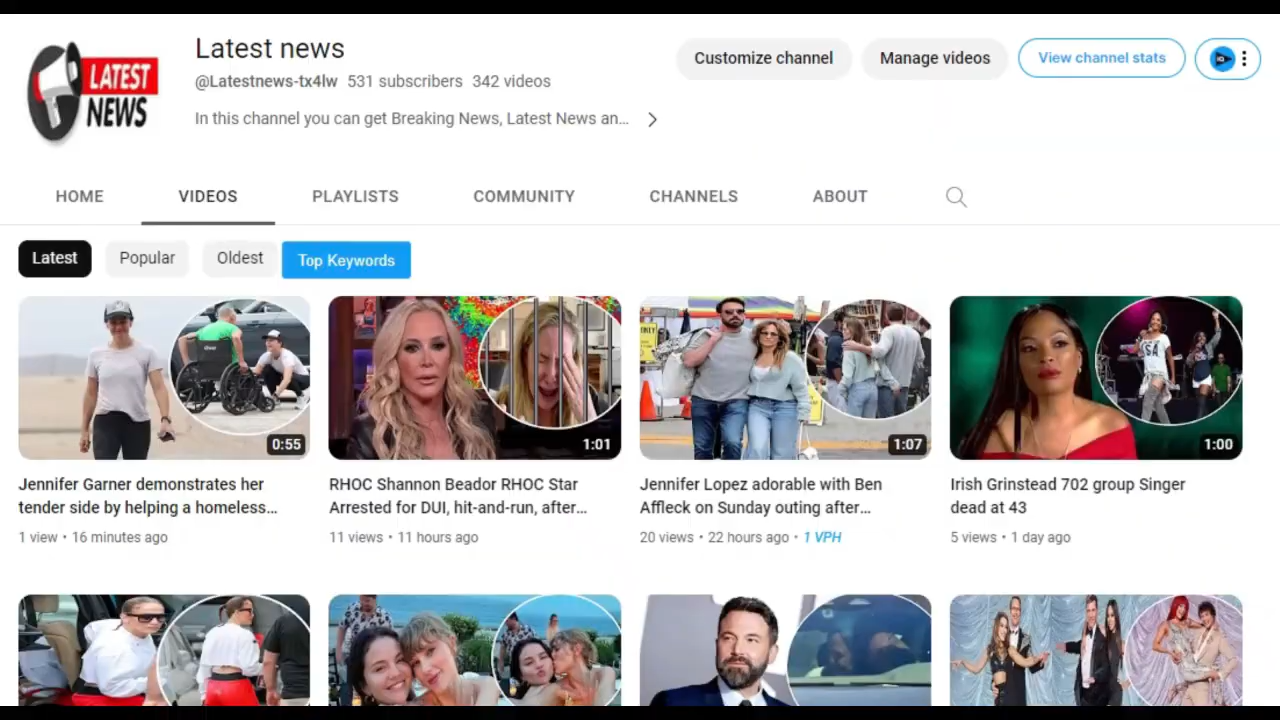 Latest news
@Latestnews-tx4lw 531 subscribers 342 videos
In this channel you can get Breaking News, Latest News an...
LATEST
NEWS
Customize channel
Manage videos
View channel stats
HOME
VIDEOS
PLAYLISTS
COMMUNITY
CHANNELS
ABOUT
Latest
Popular
Oldest
Top Keywords
0:55
1:01
1:07
1:00
Jennifer Garner demonstrates her
tender side by helping a homeless...
1 view • 16 minutes ago
RHOC Shannon Beador RHOC Star
Arrested for DUI, hit-and-run, after...
11 views • 11 hours ago
Jennifer Lopez adorable with Ben
Affleck on Sunday outing after...
20 views • 22 hours ago • 1 VPH
Irish Grinstead 702 group Singer
dead at 43
5 views • 1 day ago